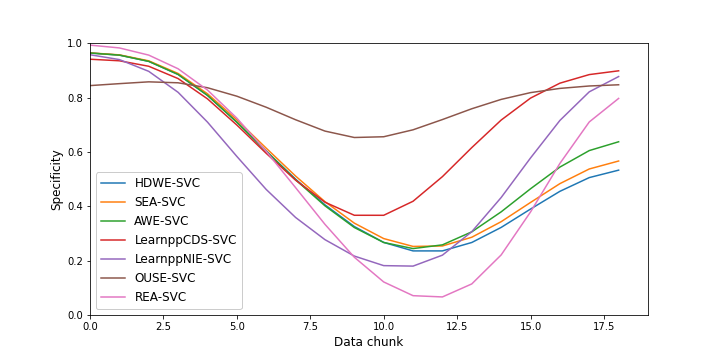 1.0
0.8
0.6
0.4
0.2
0.0
Specificity
HDWE-SVC
SEA-SVC
AWE-SVC
LearnppCDS-SVC
LearnppNIE-SVC
OUSE-SVC
REA-SVC
0.0 2.5 5.0 7.5 10.0 12.5 15.0 17.5
Data chunk